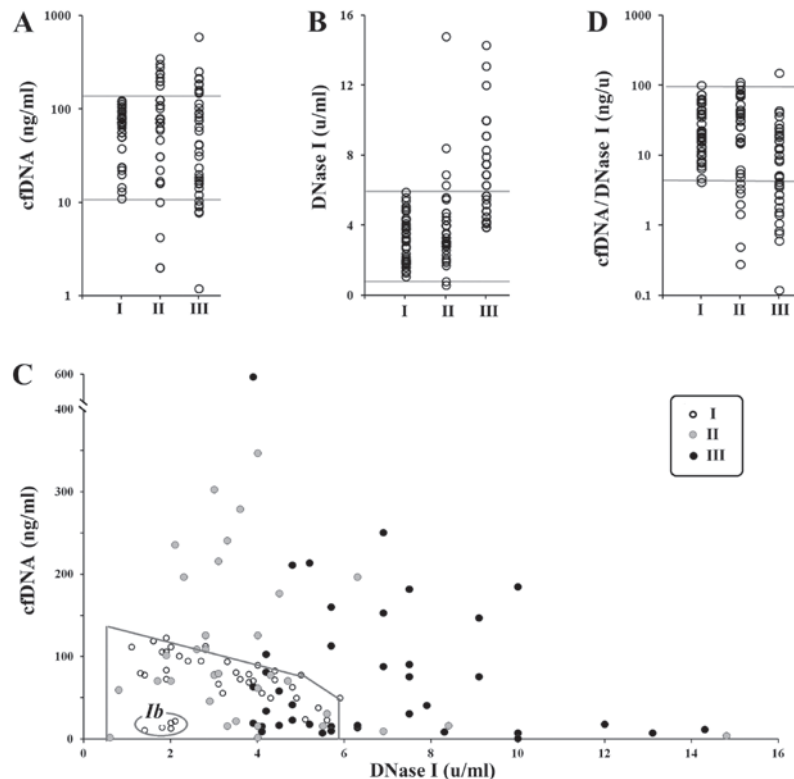 A
B
D
1000
100
10
1
cfDNA (ng/ml)
I
II
III
16
12
8
4
0
DNase I (u/ml)
I
II
III
1000
100
10
1
0.1
cfDNA/DNase I (ng/u)
I
II
III
C
600
400
300
200
100
0
cfDNA (ng/ml)
I
II
III
Ib
0
2
4
6
8
10
12
14
16
DNase I (u/ml)